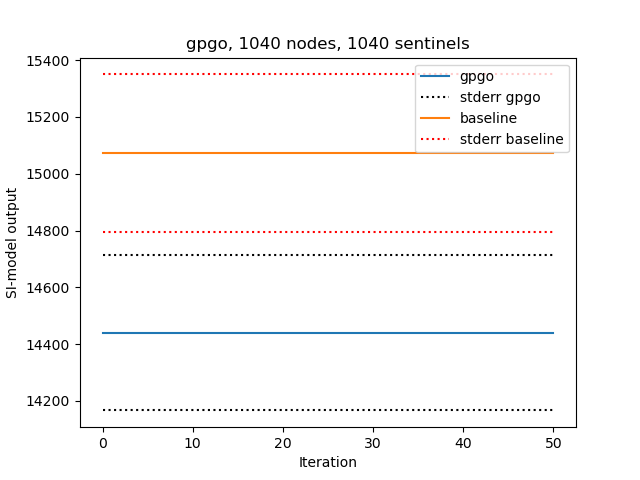 gpgo, 1040 nodes, 1040 sentinels
15400
15200
15000
14800
14600
14400
14200
SI-model output
gpgo
stderr gpgo
baseline
stderr baseline
0 10 20 30 40 50
Iteration